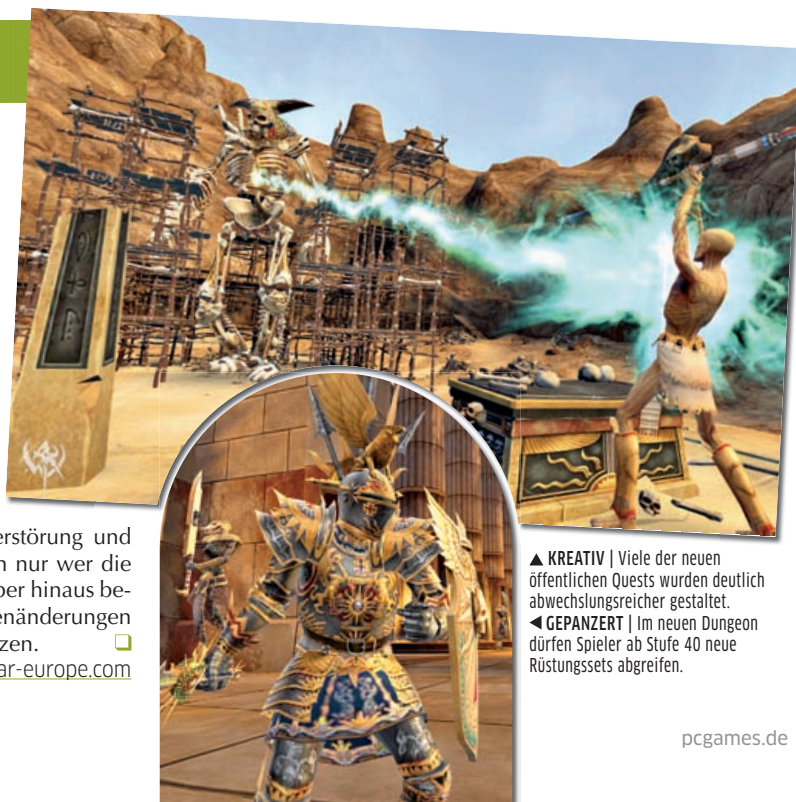 erstörung und
nur wer die
ber hinaus be-
enänderungen
zen. ❑
ar-europe.com
▲ KREATIV | Viele der neuen
öffentlichen Quests wurden deutlich
abwechslungsreicher gestaltet.
◄ GEPANZERT | Im neuen Dungeon
dürfen Spieler ab Stufe 40 neue
Rüstungssets abgreifen.
pcgames.de